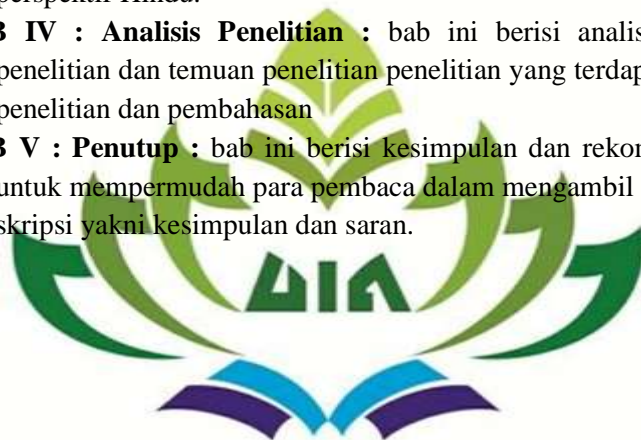 perspektif Hindu.
B IV : Analisis Penelitian : bab ini berisi analis
penelitian dan temuan penelitian penelitian yang terdap
penelitian dan pembahasan
B V : Penutup : bab ini berisi kesimpulan dan rekon
untuk mempermudah para pembaca dalam mengambil
skripsi yakni kesimpulan dan saran.